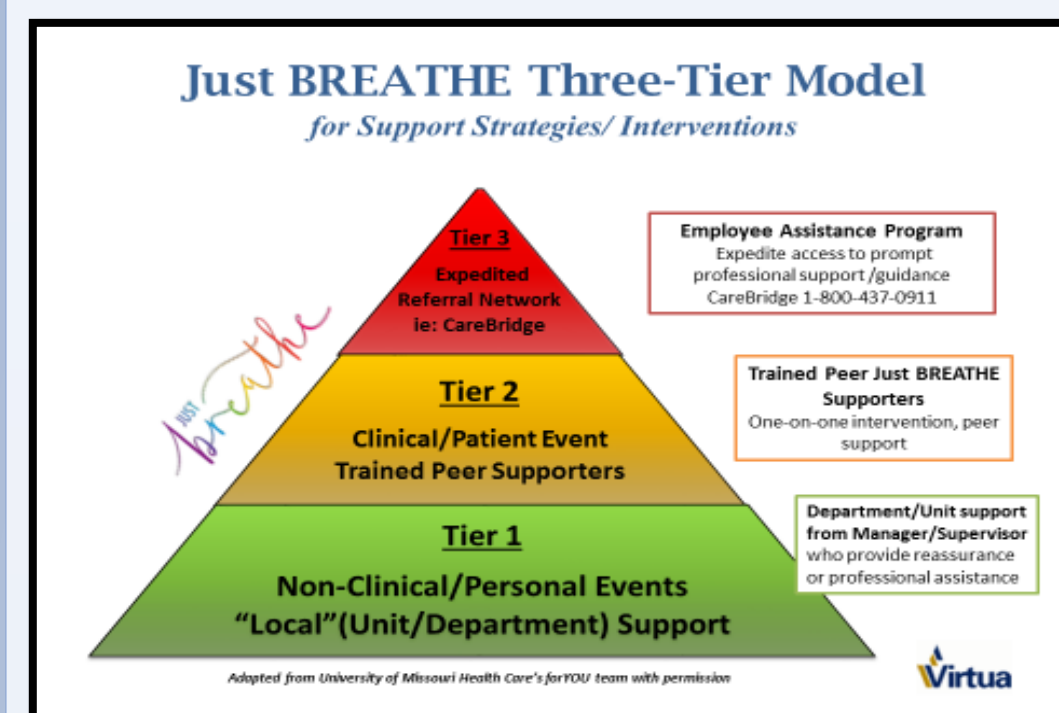 Just BREATHE Three-Tier Model
for Support Strategies/ Interventions
Tier 3
Expedited
Referral Network
ie: CareBridge
Employee Assistance Program
Expedite access to prompt
professional support /guidance
CareBridge 1-800-437-0911
JUST
breathe
Tier 2
Clinical/Patient Event
Trained Peer Supporters
Trained Peer Just BREATHE
Supporters
One-on-one intervention, peer
support
Tier 1
Non-Clinical/Personal Events
“Local”(Unit/Department) Support
Department/Unit support
from Manager/Supervisor
who provide reassurance
or professional assistance
Adapted from University of Missouri Health Care's forYOU team with permission
Virtua